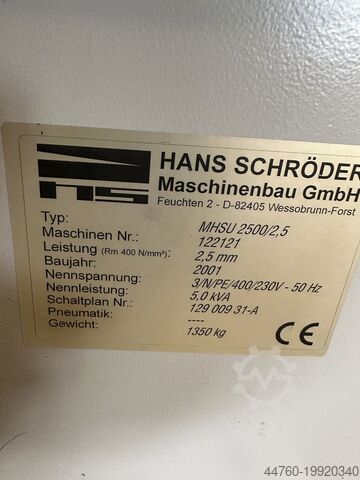 HANS SCHRÖDER
Maschinenbau GmbH
Feuchten 2 - D-82405 Wessobrunn-Forst
hs
Typ: MHSU 2500/2,5
Maschinen Nr.: 122121
Leistung (Rm 400 N/mm²): 2,5 mm
Baujahr: 2001
Nennspannung: 3/N/PE/400/230V - 50 Hz
Nennleistung: 5,0 kVA
Schaltplan Nr.: 129 009 31-A
Pneumatik: ----
Gewicht: 1350 kg
CE
44760-19920340